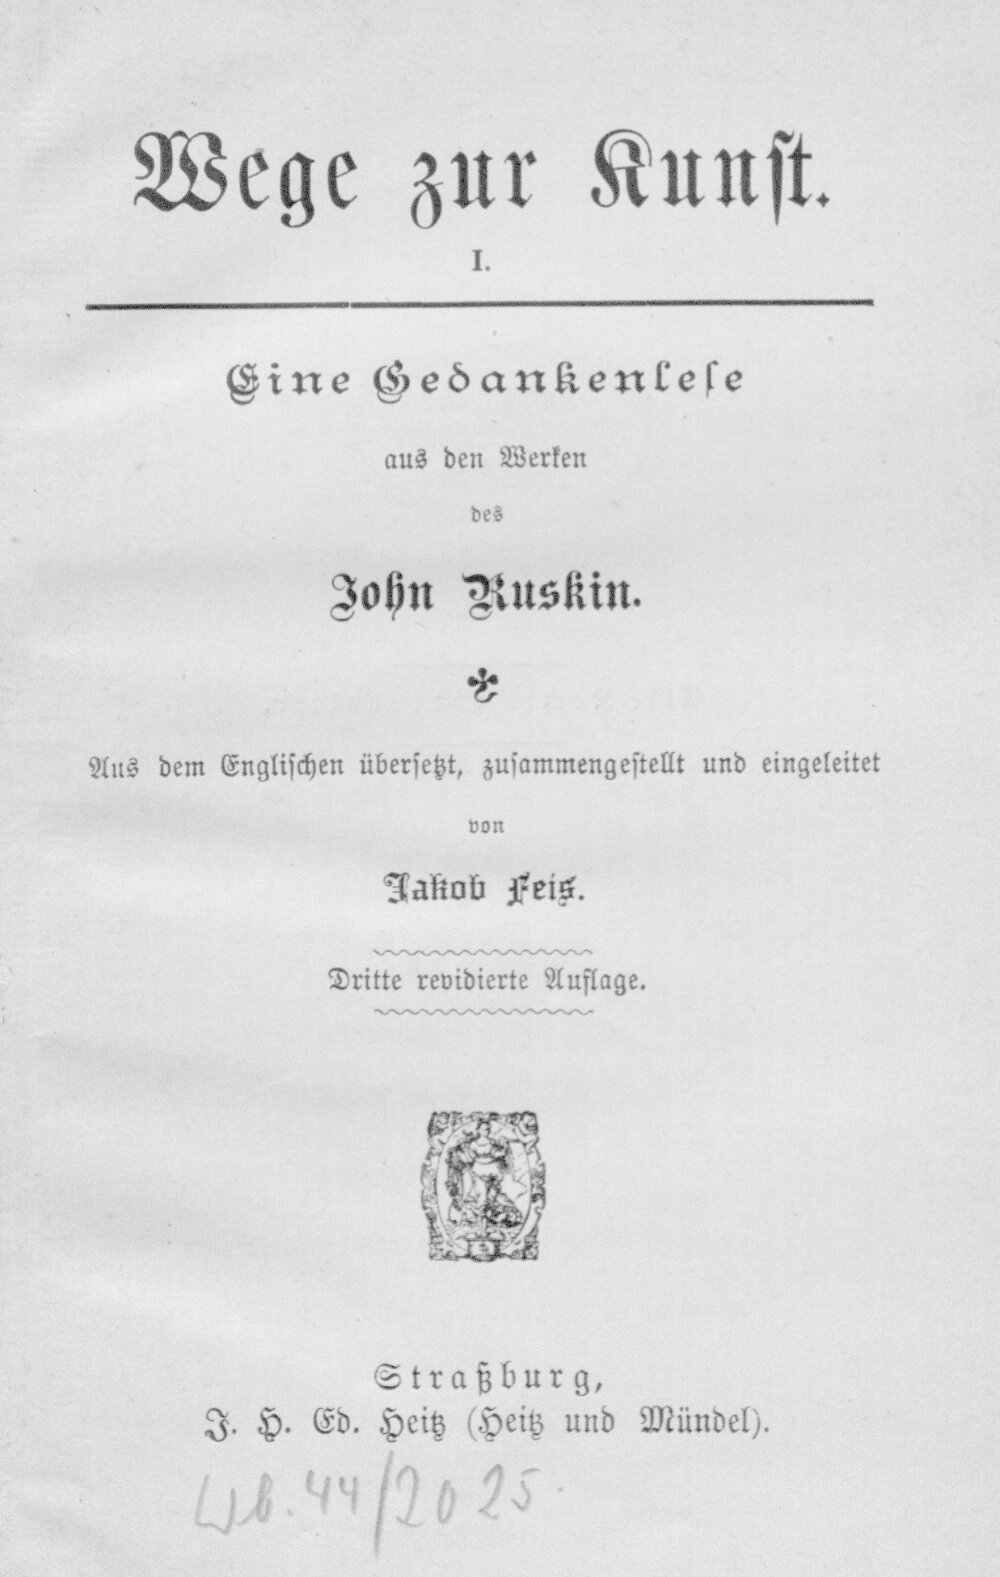 Wege zur Kunst.
I.
Eine Gedankenlese
aus den Werken
des
John Ruskin.
Aus dem Englischen übersetzt, zusammengestellt und eingeleitet
von
Jakob Feis.
Dritte revidierte Auflage.
Straßburg,
J. H. Ed. Heitz (Heitz und Mündel).
Wb. 44/2025.